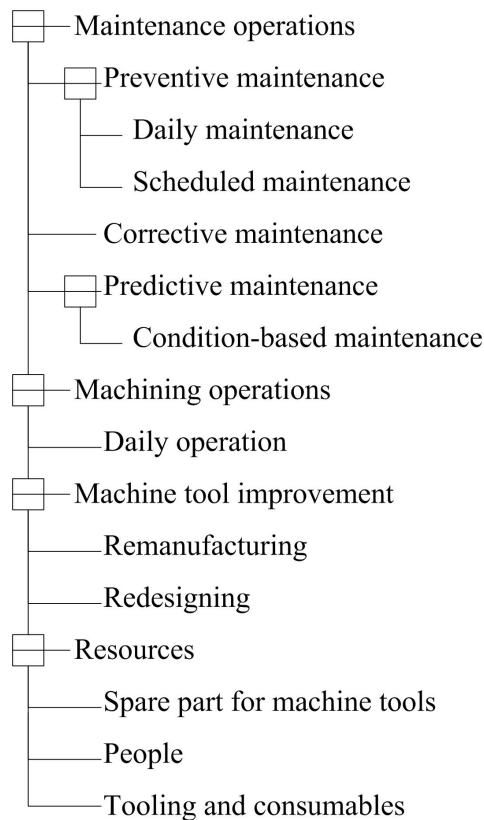 Maintenance operations
Preventive maintenance
Daily maintenance
Scheduled maintenance
Corrective maintenance
Predictive maintenance
Condition-based maintenance
Machining operations
Daily operation
Machine tool improvement
Remanufacturing
Redesigning
Resources
Spare part for machine tools
People
Tooling and consumables